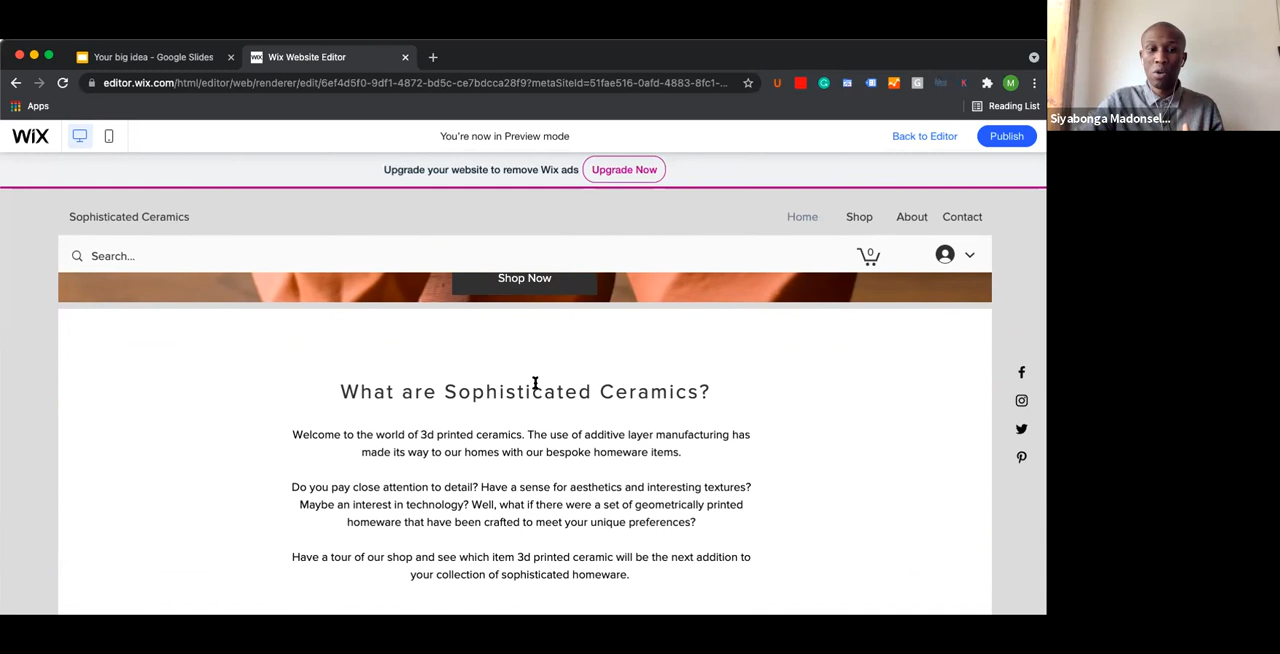 Your big idea - Google Slides
WiX Wix Website Editor
editor.wix.com/html/editor/web/renderer/edit/6ef4d5f0-9df1-4872-bd5c-ce7bdcca28f9?metaSiteId=51fae516-0afd-4883-8fc1-...
Apps
Reading List
WiX
You're now in Preview mode
Back to Editor
Publish
Upgrade your website to remove Wix ads
Upgrade Now
Sophisticated Ceramics
Home Shop About Contact
Search...
0
Shop Now
What are Sophisticated Ceramics?
Welcome to the world of 3d printed ceramics. The use of additive layer manufacturing has
made its way to our homes with our bespoke homeware items.
Do you pay close attention to detail? Have a sense for aesthetics and interesting textures?
Maybe an interest in technology? Well, what if there were a set of geometrically printed
homeware that have been crafted to meet your unique preferences?
Have a tour of our shop and see which item 3d printed ceramic will be the next addition to
your collection of sophisticated homeware.
Siyabonga Madonsel...